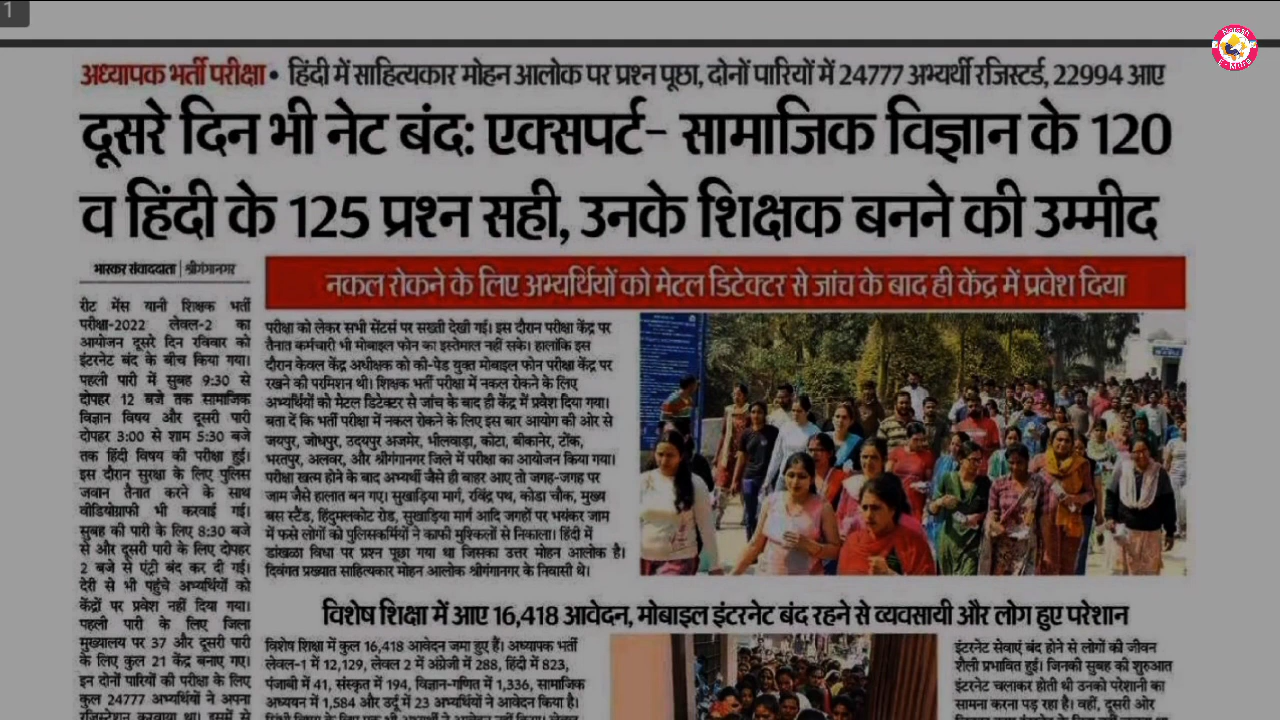 1
अध्यापक भर्ती परीक्षा • हिंदी में साहित्यकार मोहन आलोक पर प्रश्न पूछा, दोनों पारियों में 24777 अभ्यर्थी रजिस्टर्ड, 22994 आए
दूसरे दिन भी नेट बंद: एक्सपर्ट- सामाजिक विज्ञान के 120
व हिंदी के 125 प्रश्न सही, उनके शिक्षक बनने की उम्मीद
भास्कर संवाददाता | श्रीगंगानगर
रीट मेंस यानी शिक्षक भर्ती
परीक्षा-2022 लेवल-2 का
आयोजन दूसरे दिन रविवार को
इंटरनेट बंद के बीच किया गया।
पहली पारी में सुबह 9:30 से
दोपहर 12 बजे तक सामाजिक
विज्ञान विषय और दूसरी पारी
दोपहर 3:00 से शाम 5:30 बजे
तक हिंदी विषय की परीक्षा हुई।
इस दौरान सुरक्षा के लिए पुलिस
जवान तैनात करने के साथ
वीडियोग्राफी भी करवाई गई।
सुबह की पारी के लिए 8:30 बजे
से और दूसरी पारी के लिए दोपहर
2 बजे से एंट्री बंद कर दी गई।
देरी से भी पहुंचे अभ्यर्थियों को
केंद्रों पर प्रवेश नहीं दिया गया।
पहली पारी के लिए जिला
मुख्यालय पर 37 और दूसरी पारी
के लिए कुल 21 केंद्र बनाए गए।
इन दोनों पारियों की परीक्षा के लिए
कुल 24777 अभ्यर्थियों ने अपना
रजिस्ट्रेशन करवाया था। इसमें से
नकल रोकने के लिए अभ्यर्थियों को मेटल डिटेक्टर से जांच के बाद ही केंद्र में प्रवेश दिया
परीक्षा को लेकर सभी सेंटर्स पर सख्ती देखी गई। इस दौरान परीक्षा केंद्र पर
तैनात कर्मचारी भी मोबाइल फोन का इस्तेमाल नहीं सके। हालांकि इस
दौरान केवल केंद्र अधीक्षक को की-पेड युक्त मोबाइल फोन परीक्षा केंद्र पर
रखने की परमिशन थी। शिक्षक भर्ती परीक्षा में नकल रोकने के लिए
अभ्यर्थियों को मेटल डिटेक्टर से जांच के बाद ही केंद्र में प्रवेश दिया गया।
बता दें कि भर्ती परीक्षा में नकल रोकने के लिए इस बार आयोग की ओर से
जयपुर, जोधपुर, उदयपुर अजमेर, भीलवाड़ा, कोटा, बीकानेर, टोंक,
भरतपुर, अलवर, और श्रीगंगानगर जिले में परीक्षा का आयोजन किया गया।
परीक्षा खत्म होने के बाद अभ्यर्थी जैसे ही बाहर आए तो जगह-जगह पर
जाम जैसे हालात बन गए। सुखाड़िया मार्ग, रविंद्र पथ, कोडा चौक, मुख्य
बस स्टैंड, हिंदुमलकोट रोड, सुखाड़िया मार्ग आदि जगहों पर भयंकर जाम
में फसे लोगों को पुलिसकर्मियों ने काफी मुश्किलों से निकाला। हिंदी में
डांखळा विधा पर प्रश्न पूछा गया था जिसका उत्तर मोहन आलोक है।
दिवंगत प्रख्यात साहित्यकार मोहन आलोक श्रीगंगानगर के निवासी थे।
विशेष शिक्षा में आए 16,418 आवेदन, मोबाइल इंटरनेट बंद रहने से व्यवसायी और लोग हुए परेशान
विशेष शिक्षा में कुल 16,418 आवेदन जमा हुए हैं। अध्यापक भर्ती
लेवल-1 में 12,129, लेवल 2 में अंग्रेजी में 288, हिंदी में 823,
पंजाबी में 41, संस्कृत में 194, विज्ञान-गणित में 1,336, सामाजिक
अध्ययन में 1,584 और उर्दू में 23 अभ्यर्थियों ने आवेदन किया है।
इंटरनेट सेवाएं बंद होने से लोगों की जीवन
शैली प्रभावित हुई। जिनकी सुबह की शुरुआत
इंटरनेट चलाकर होती थी उनको परेशानी का
सामना करना पड़ रहा है। वहीं, दूसरी ओर